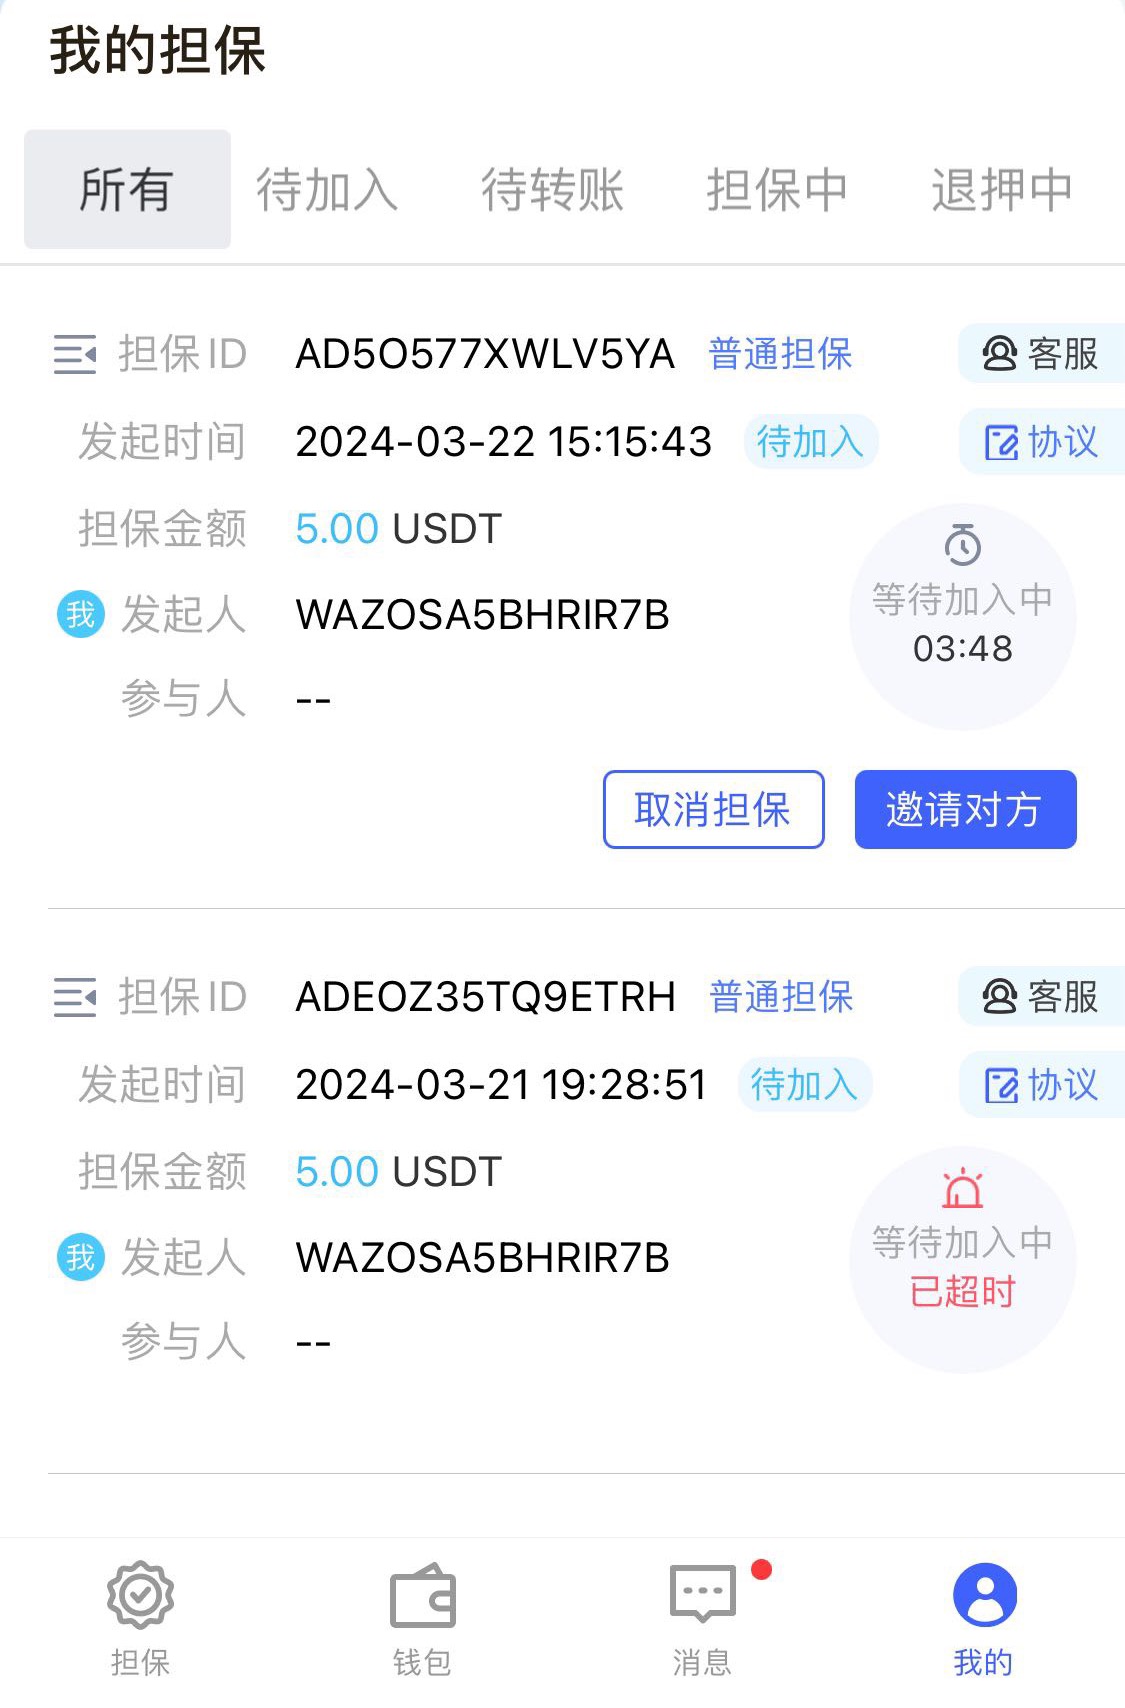 我的担保
所有 待加入 待转账 担保中 退押中
担保ID AD5O577XWLV5YA 普通担保 客服
发起时间 2024-03-22 15:15:43 待加入 协议
担保金额 5.00 USDT
等待加入中
我 发起人 WAZOSA5BHRIR7B
03:48
参与人 --
取消担保 邀请对方
担保ID ADEOZ35TQ9ETRH 普通担保 客服
发起时间 2024-03-21 19:28:51 待加入 协议
担保金额 5.00 USDT
等待加入中
我 发起人 WAZOSA5BHRIR7B
已超时
参与人 --
担保 钱包 消息 我的